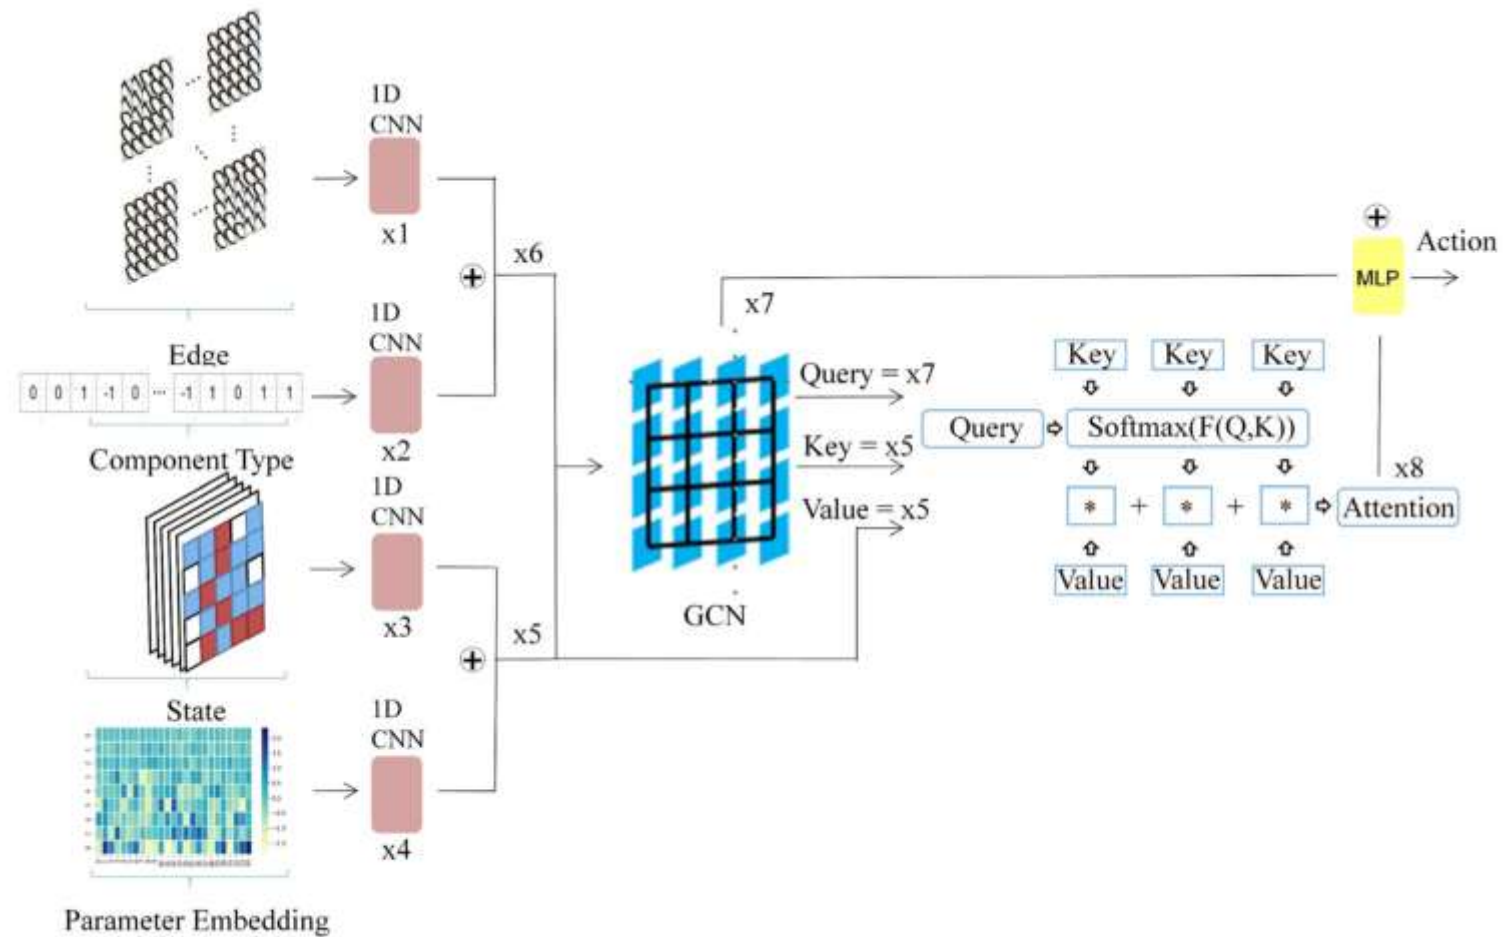 1D
CNN
x1
Edge
0 0 1 -1 0 ... -1 1 0 1 1
1D
CNN
x2
Component Type
1D
CNN
x3
State
1D
CNN
x4
Parameter Embedding
x6
x5
x7
GCN
Query = x7
Key = x5
Value = x5
Key Key Key
Query
Softmax(F(Q,K))
* + * + *
Value Value Value
Attention
x8
+
MLP
Action
+
+